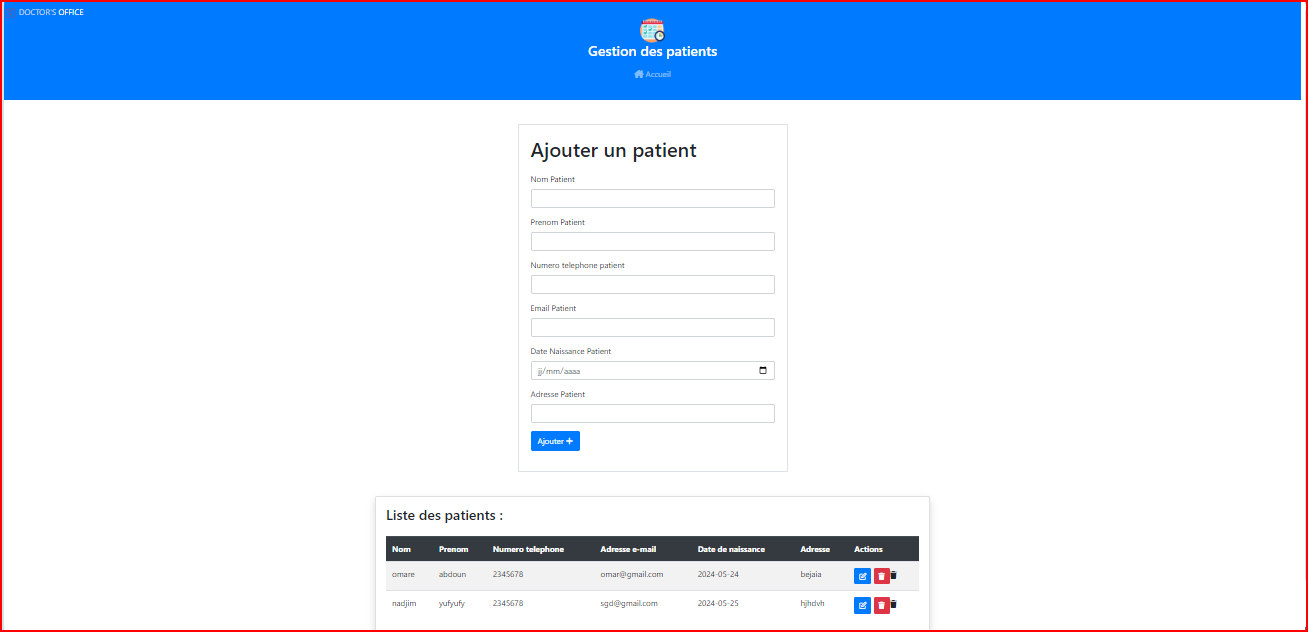 DOCTOR'S OFFICE
Gestion des patients
Accueil
Ajouter un patient
Nom Patient
Prenom Patient
Numero telephone patient
Email Patient
Date Naissance Patient
jj/mm/aaaa
Adresse Patient
Ajouter +
Liste des patients :
Nom Prenom Numero telephone Adresse e-mail Date de naissance Adresse Actions
omare abdoun 2345678 omar@gmail.com 2024-05-24 bejaia
nadjim yufyufy 2345678 sgd@gmail.com 2024-05-25 hjhdvh